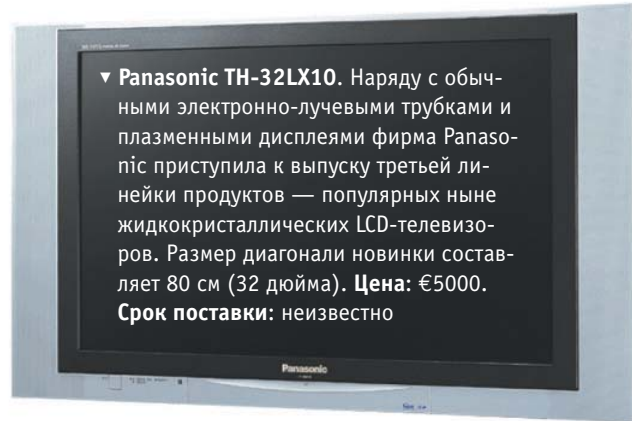 ▼ Panasonic TH-32LX10. Наряду с обыч-
ными электронно-лучевыми трубками и
плазменными дисплеями фирма Panaso-
nic приступила к выпуску третьей ли-
нейки продуктов — популярных ныне
жидкокристаллических LCD-телевизо-
ров. Размер диагонали новинки состав-
ляет 80 см (32 дюйма). Цена: €5000.
Срок поставки: неизвестно
Panasonic